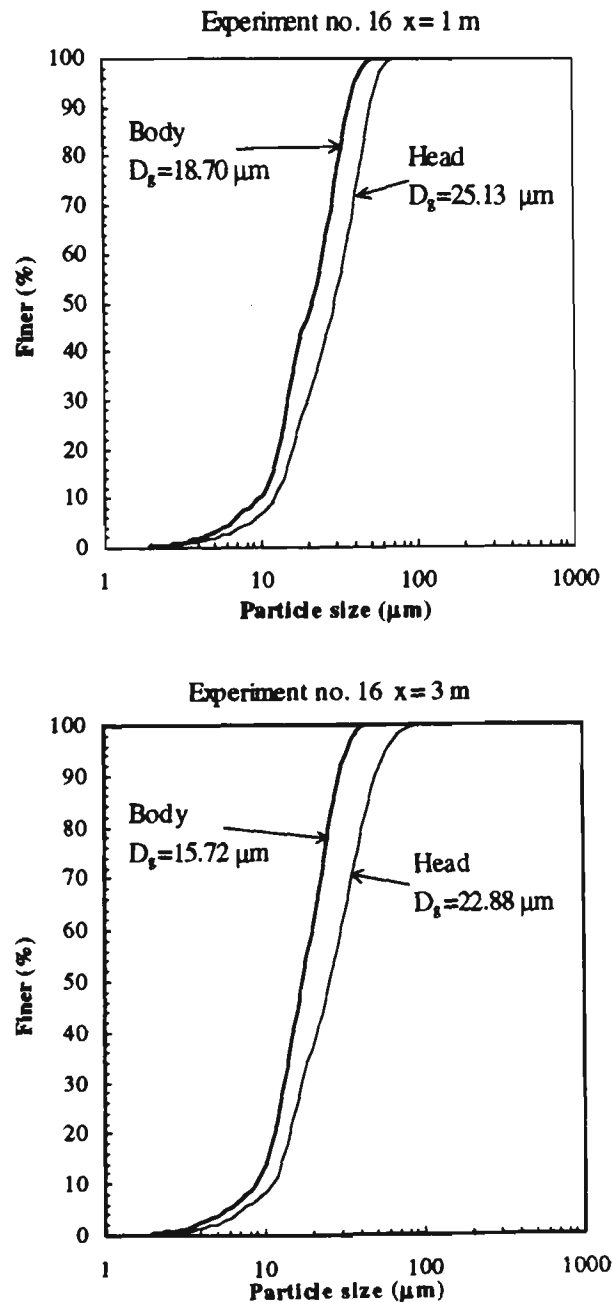 Experiment no. 16 x= 1 m
100
90
80
70
60
50
40
30
20
10
0
Finer (%)
Body
Dg=18.70 µm
Head
Dg=25.13 µm
1
10
100
1000
Particle size (µm)
Experiment no. 16 x= 3 m
100
90
80
70
60
50
40
30
20
10
0
Finer (%)
Body
Dg=15.72 µm
Head
Dg=22.88 µm
1
10
100
1000
Particle size (µm)